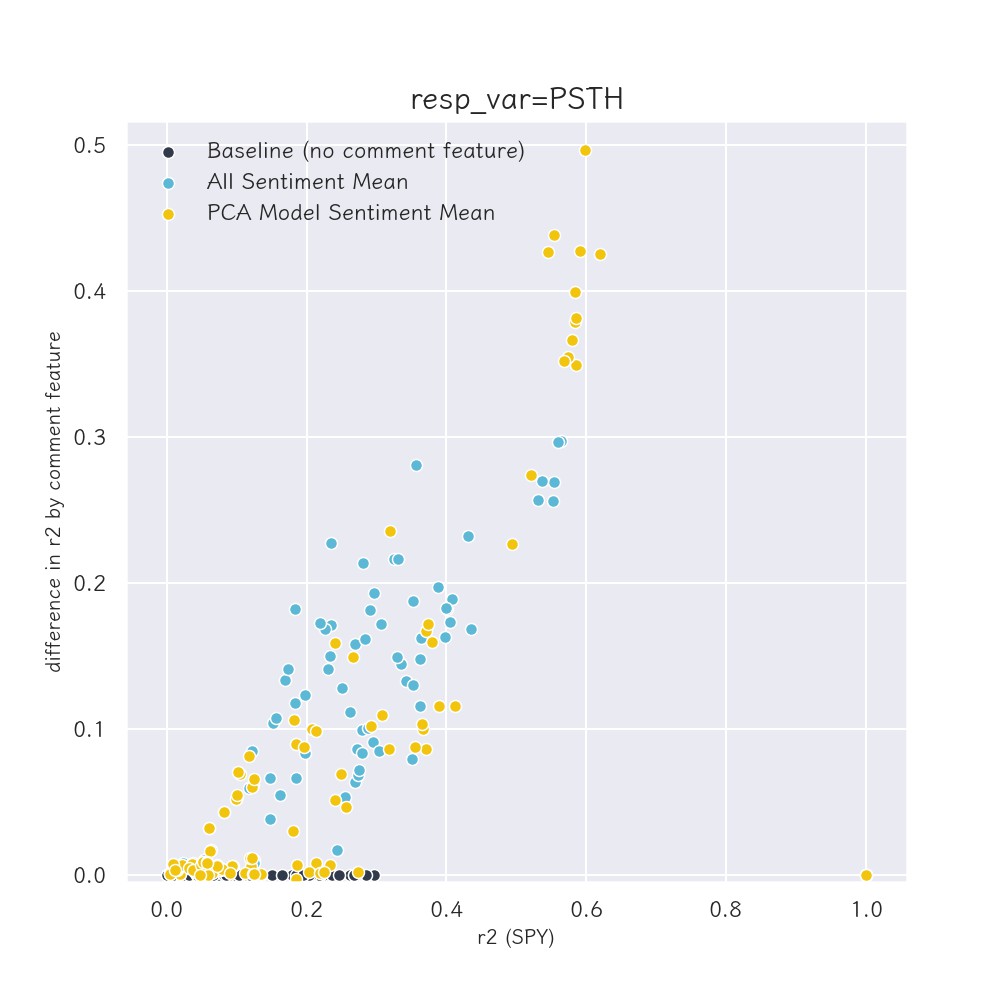 resp_var=PSTH
0.5
0.4
0.3
0.2
0.1
0.0
difference in r2 by comment feature
Baseline (no comment feature)
All Sentiment Mean
PCA Model Sentiment Mean
0.0 0.2 0.4 0.6 0.8 1.0
r2 (SPY)